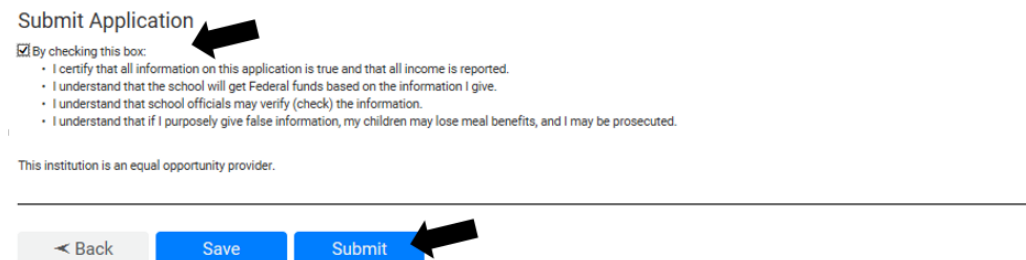 Submit Application
By checking this box:
• I certify that all information on this application is true and that all income is reported.
• I understand that the school will get Federal funds based on the information I give.
• I understand that school officials may verify (check) the information.
• I understand that if I purposely give false information, my children may lose meal benefits, and I may be prosecuted.
This institution is an equal opportunity provider.
Back Save Submit